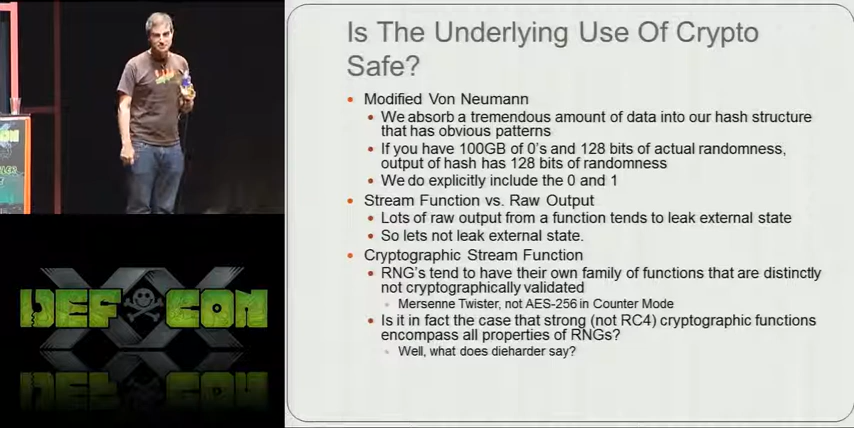 Is The Underlying Use Of Crypto
Safe?
Modified Von Neumann
We absorb a tremendous amount of data into our hash structure
that has obvious patterns
If you have 100GB of 0's and 128 bits of actual randomness,
output of hash has 128 bits of randomness
We do explicitly include the 0 and 1
Stream Function vs. Raw Output
Lots of raw output from a function tends to leak external state
So lets not leak external state.
Cryptographic Stream Function
RNG's tend to have their own family of functions that are distinctly
not cryptographically validated
Mersenne Twister, not AES-256 in Counter Mode
Is it in fact the case that strong (not RC4) cryptographic functions
encompass all properties of RNGs?
Well, what does dieharder say?
DEF CON
XX